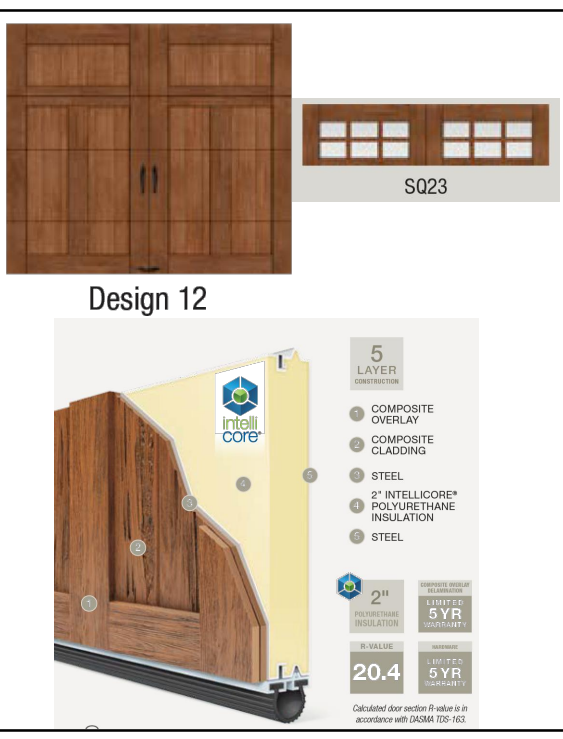 SQ23
Design 12
intelli
core®
5
LAYER
CONSTRUCTION
1 COMPOSITE
OVERLAY
2 COMPOSITE
CLADDING
3 STEEL
4 2" INTELLICORE®
POLYURETHANE
INSULATION
5 STEEL
1
2
3
4
5
2"
POLYURETHANE
INSULATION
COMPOSITE OVERLAY
DELAMINATION
LIMITED
5 YR
WARRANTY
R-VALUE
20.4
HARDWARE
LIMITED
5 YR
WARRANTY
Calculated door section R-value is in
accordance with DASMA TDS-163.